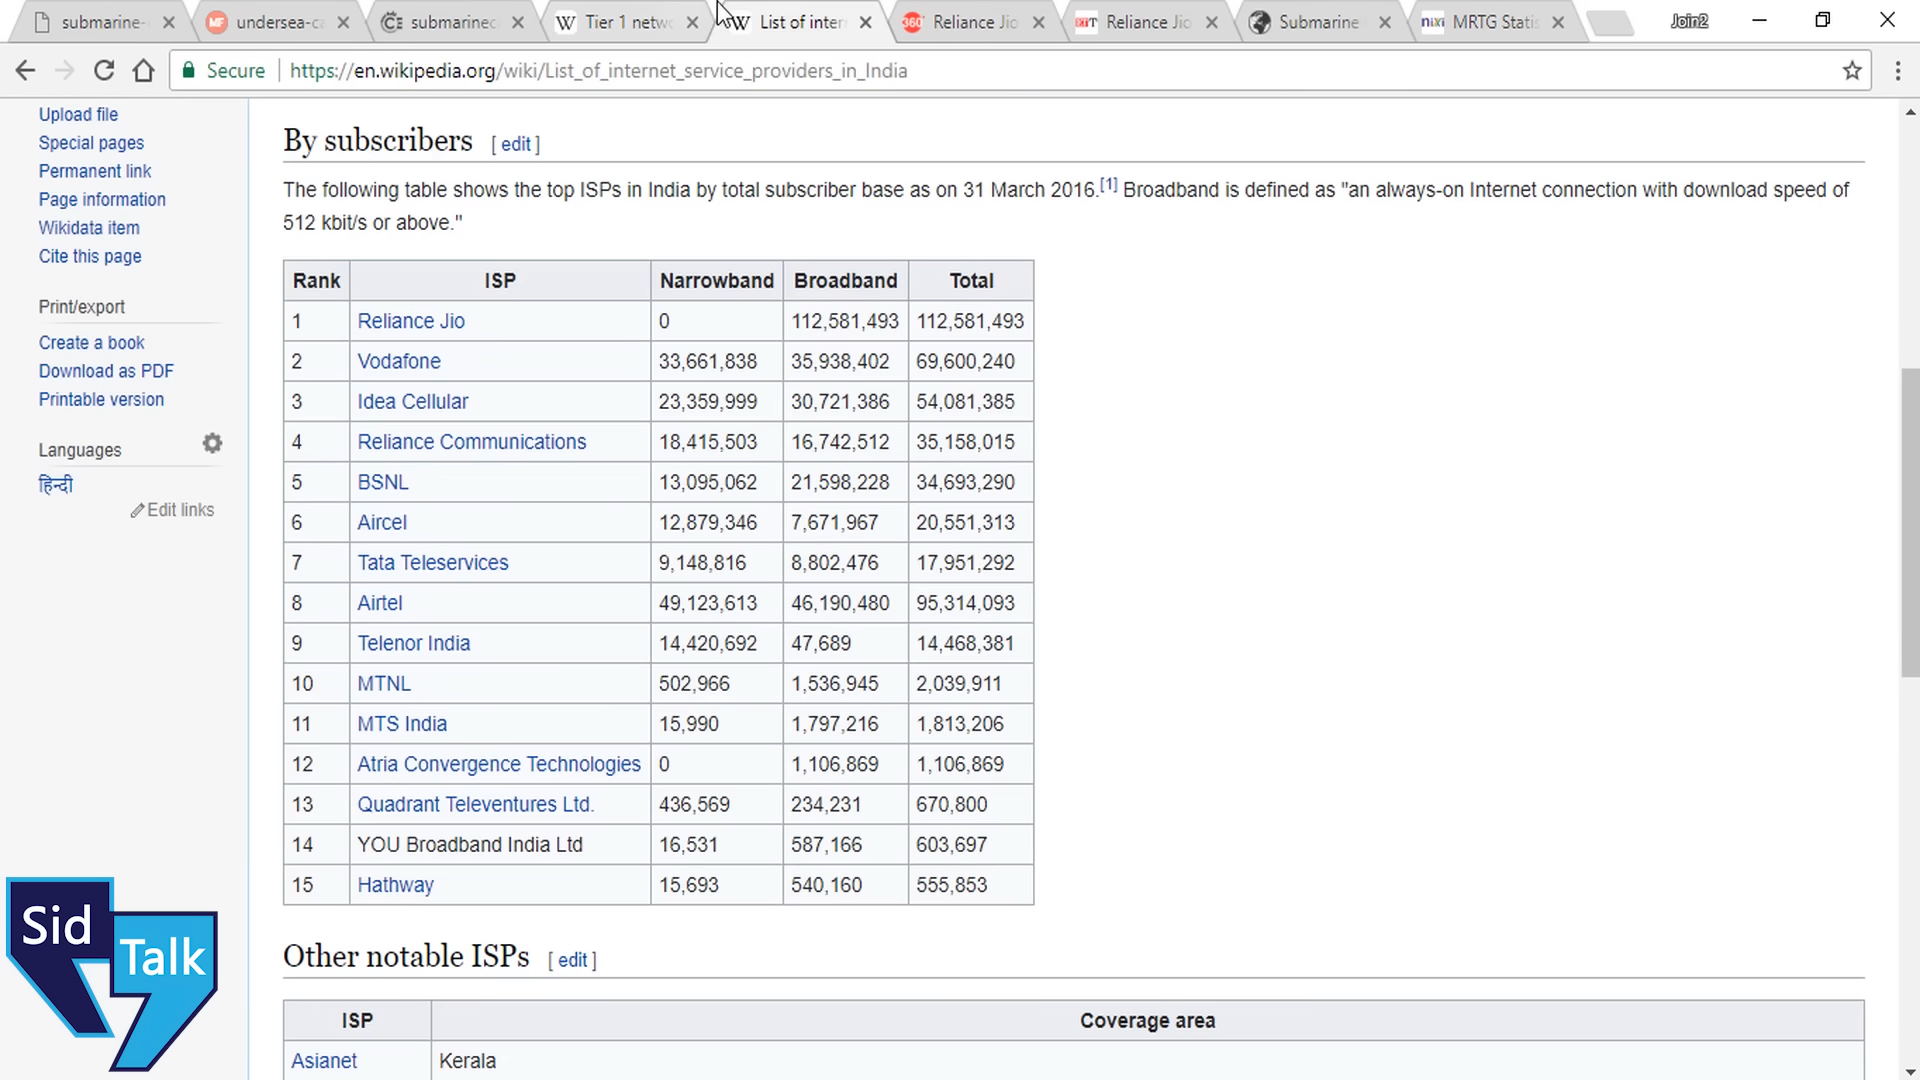 submarine-
undersea-ca
submarinec
Tier 1 netw
List of inter
Reliance Jio
Reliance Jio
Submarine
MRTG Stati
Join2
Secure
https://en.wikipedia.org/wiki/List_of_internet_service_providers_in_India
Upload file
Special pages
Permanent link
Page information
Wikidata item
Cite this page
Print/export
Create a book
Download as PDF
Printable version
Languages
हिन्दी
Edit links
By subscribers [ edit ]
The following table shows the top ISPs in India by total subscriber base as on 31 March 2016.[1] Broadband is defined as "an always-on Internet connection with download speed of
512 kbit/s or above."
Rank ISP Narrowband Broadband Total
1 Reliance Jio 0 112,581,493 112,581,493
2 Vodafone 33,661,838 35,938,402 69,600,240
3 Idea Cellular 23,359,999 30,721,386 54,081,385
4 Reliance Communications 18,415,503 16,742,512 35,158,015
5 BSNL 13,095,062 21,598,228 34,693,290
6 Aircel 12,879,346 7,671,967 20,551,313
7 Tata Teleservices 9,148,816 8,802,476 17,951,292
8 Airtel 49,123,613 46,190,480 95,314,093
9 Telenor India 14,420,692 47,689 14,468,381
10 MTNL 502,966 1,536,945 2,039,911
11 MTS India 15,990 1,797,216 1,813,206
12 Atria Convergence Technologies 0 1,106,869 1,106,869
13 Quadrant Televentures Ltd. 436,569 234,231 670,800
14 YOU Broadband India Ltd 16,531 587,166 603,697
15 Hathway 15,693 540,160 555,853
Other notable ISPs [ edit ]
ISP Coverage area
Asianet Kerala
Sid
Talk